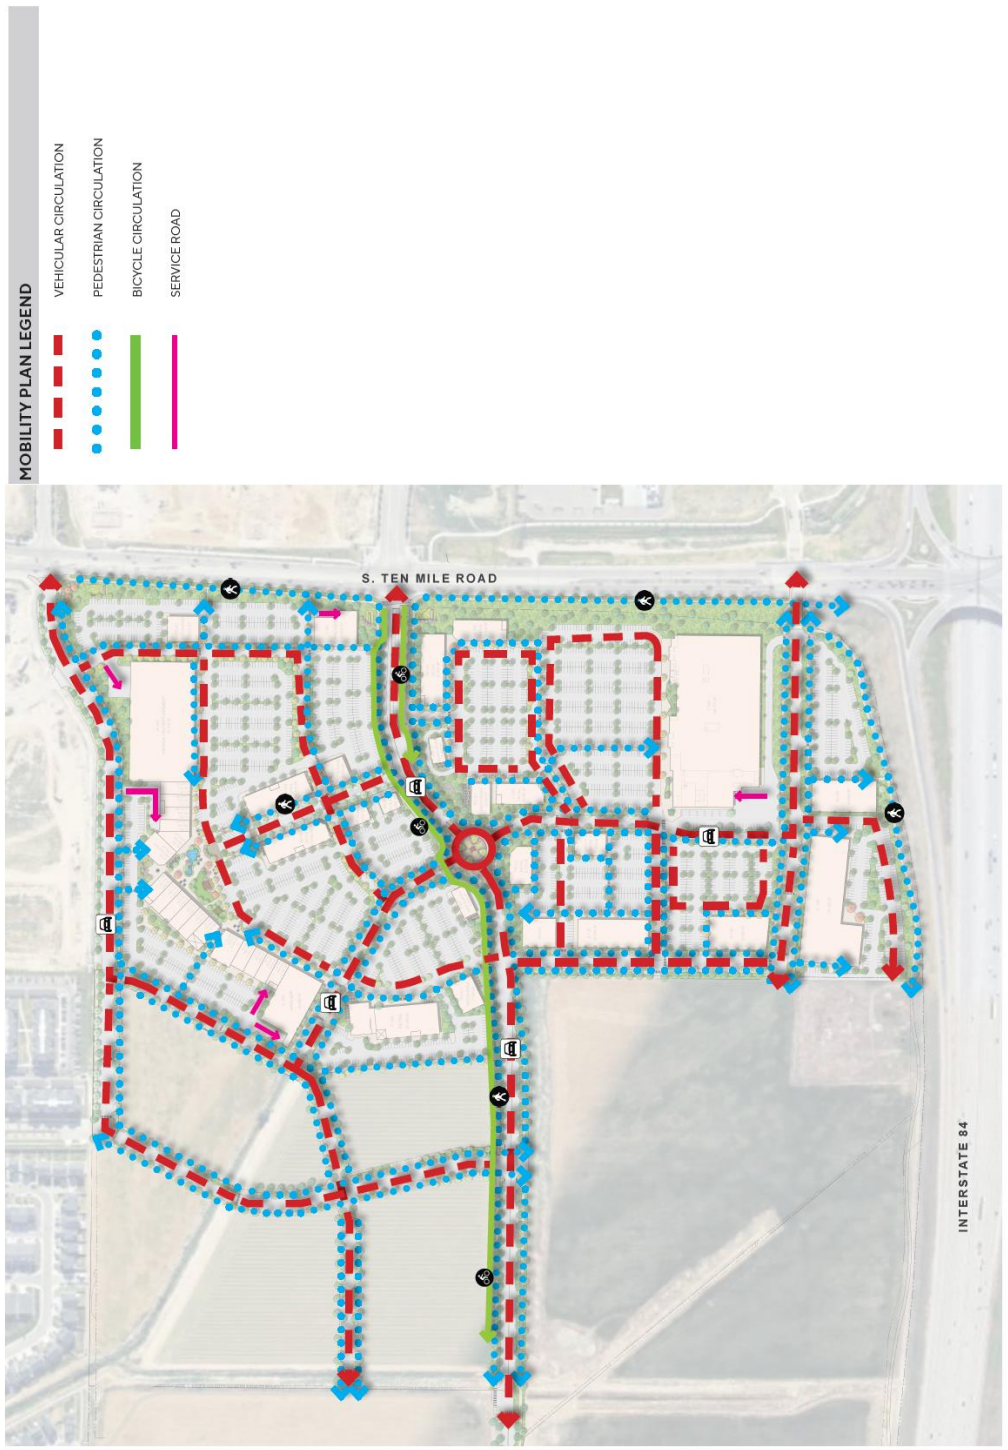 MOBILITY PLAN LEGEND
VEHICULAR CIRCULATION
PEDESTRIAN CIRCULATION
BICYCLE CIRCULATION
SERVICE ROAD
S. TEN MILE ROAD
INTERSTATE 84